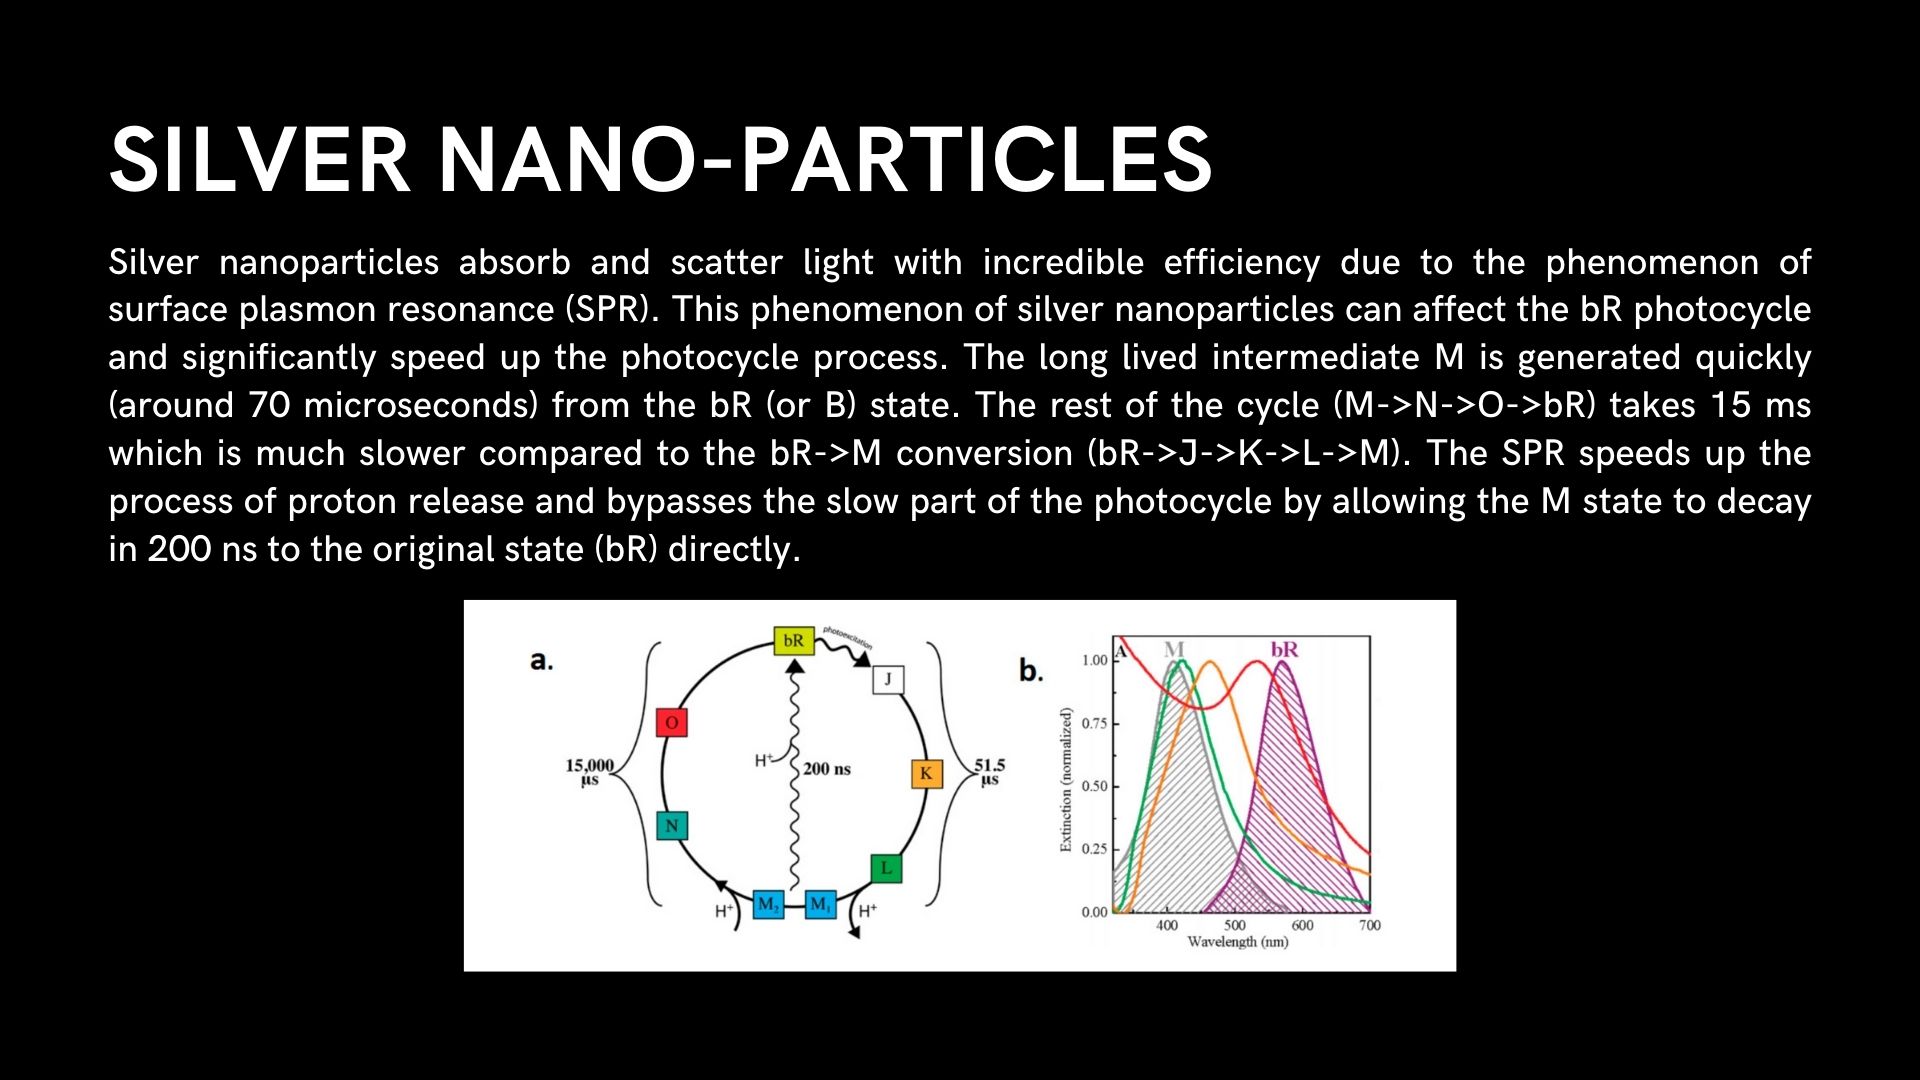 SILVER NANO-PARTICLES
Silver nanoparticles absorb and scatter light with incredible efficiency due to the phenomenon of
surface plasmon resonance (SPR). This phenomenon of silver nanoparticles can affect the bR photocycle
and significantly speed up the photocycle process. The long lived intermediate M is generated quickly
(around 70 microseconds) from the bR (or B) state. The rest of the cycle (M->N->O->bR) takes 15 ms
which is much slower compared to the bR->M conversion (bR->J->K->L->M). The SPR speeds up the
process of proton release and bypasses the slow part of the photocycle by allowing the M state to decay
in 200 ns to the original state (bR) directly.
a.
bR
photoexcitation
J
O
K
15,000
µs
H⁺
200 ns
51.5
µs
N
L
M₂
M₁
H⁺
H⁺
b.
A
M
bR
1.00
0.75
0.50
0.25
0.00
Extinction (normalized)
400
500
600
700
Wavelength (nm)